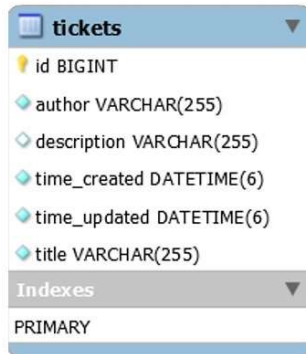 tickets
id BIGINT
author VARCHAR(255)
description VARCHAR(255)
time_created DATETIME(6)
time_updated DATETIME(6)
title VARCHAR(255)
Indexes
PRIMARY